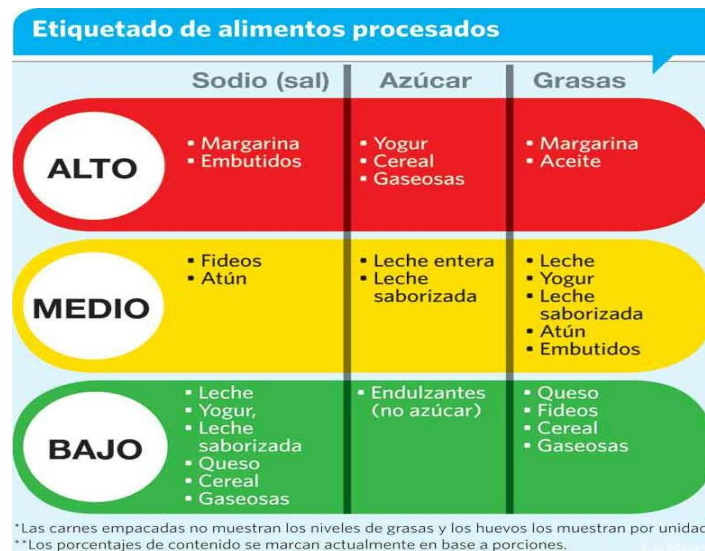 Etiquetado de alimentos procesados
Sodio (sal)
Azúcar
Grasas
ALTO
▪ Margarina
▪ Embutidos
▪ Yogur
▪ Cereal
▪ Gaseosas
▪ Margarina
▪ Aceite
MEDIO
▪ Fideos
▪ Atún
▪ Leche entera
▪ Leche
saborizada
▪ Leche
▪ Yogur
▪ Leche
saborizada
▪ Atún
▪ Embutidos
BAJO
▪ Leche
▪ Yogur,
▪ Leche
saborizada
▪ Queso
▪ Cereal
▪ Gaseosas
▪ Endulzantes
(no azúcar)
▪ Queso
▪ Fideos
▪ Cereal
▪ Gaseosas
*Las carnes empacadas no muestran los niveles de grasas y los huevos los muestran por unidad
**Los porcentajes de contenido se marcan actualmente en base a porciones.